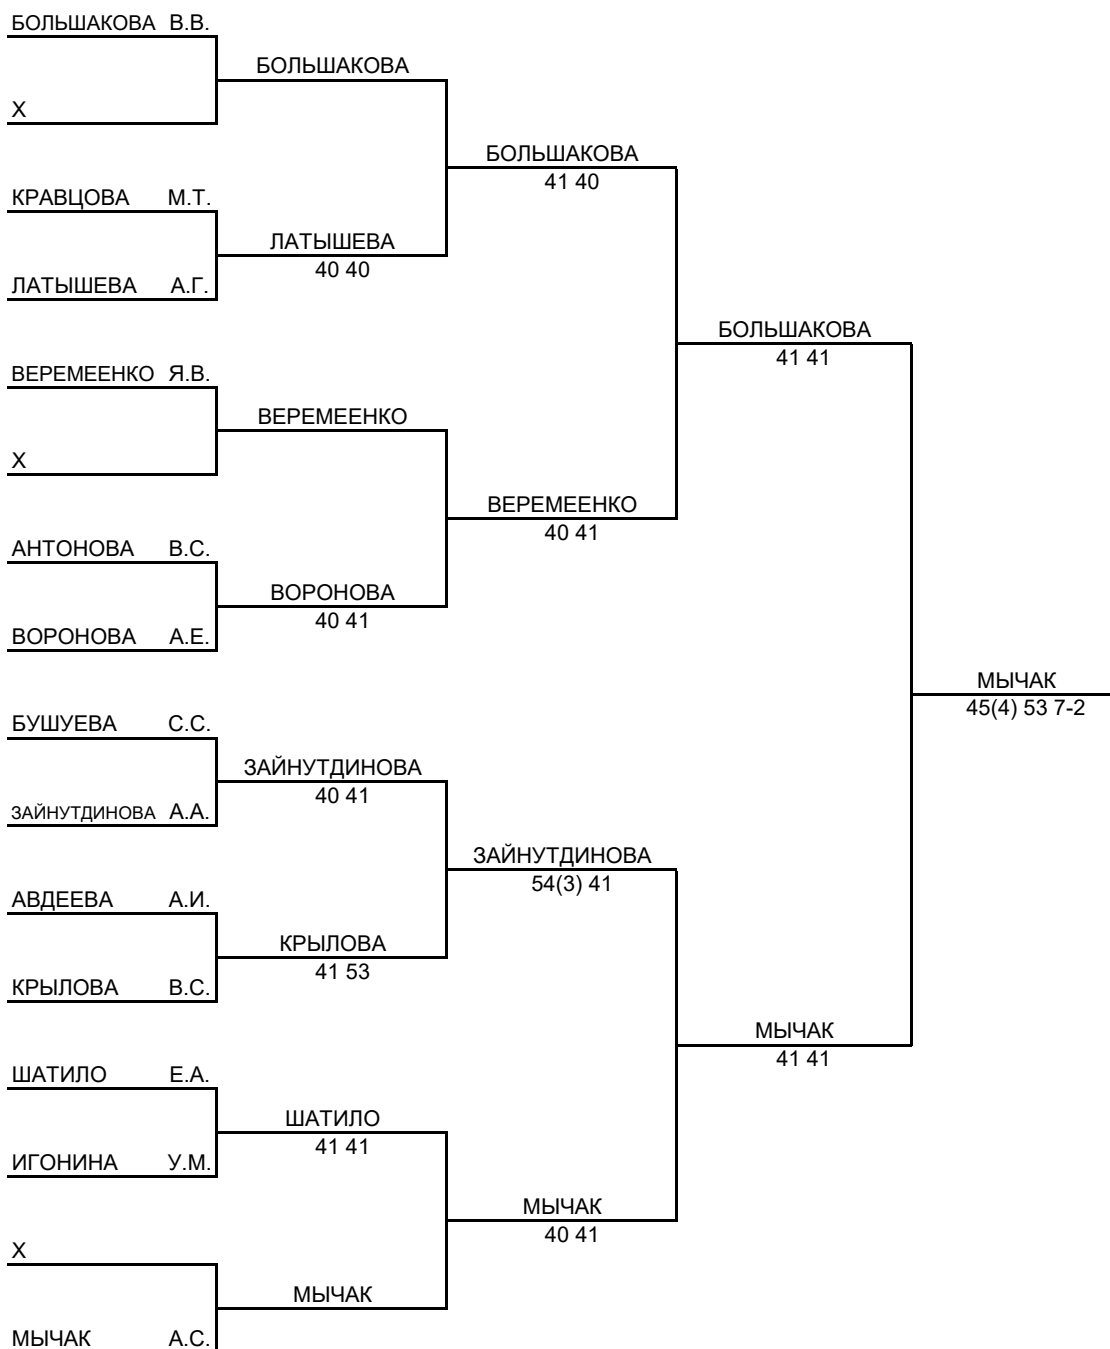 БОЛЬШАКОВА В.В.
БОЛЬШАКОВА
Х
БОЛЬШАКОВА
41 40
КРАВЦОВА М.Т.
ЛАТЫШЕВА
40 40
ЛАТЫШЕВА А.Г.
БОЛЬШАКОВА
41 41
ВЕРЕМЕЕНКО Я.В.
ВЕРЕМЕЕНКО
Х
ВЕРЕМЕЕНКО
40 41
АНТОНОВА В.С.
ВОРОНОВА
40 41
ВОРОНОВА А.Е.
МЫЧАК
45(4) 53 7-2
БУШУЕВА С.С.
ЗАЙНУТДИНОВА
40 41
ЗАЙНУТДИНОВА А.А.
ЗАЙНУТДИНОВА
54(3) 41
АВДЕЕВА А.И.
КРЫЛОВА
41 53
КРЫЛОВА В.С.
МЫЧАК
41 41
ШАТИЛО Е.А.
ШАТИЛО
41 41
ИГОНИНА У.М.
МЫЧАК
40 41
Х
МЫЧАК
МЫЧАК А.С.